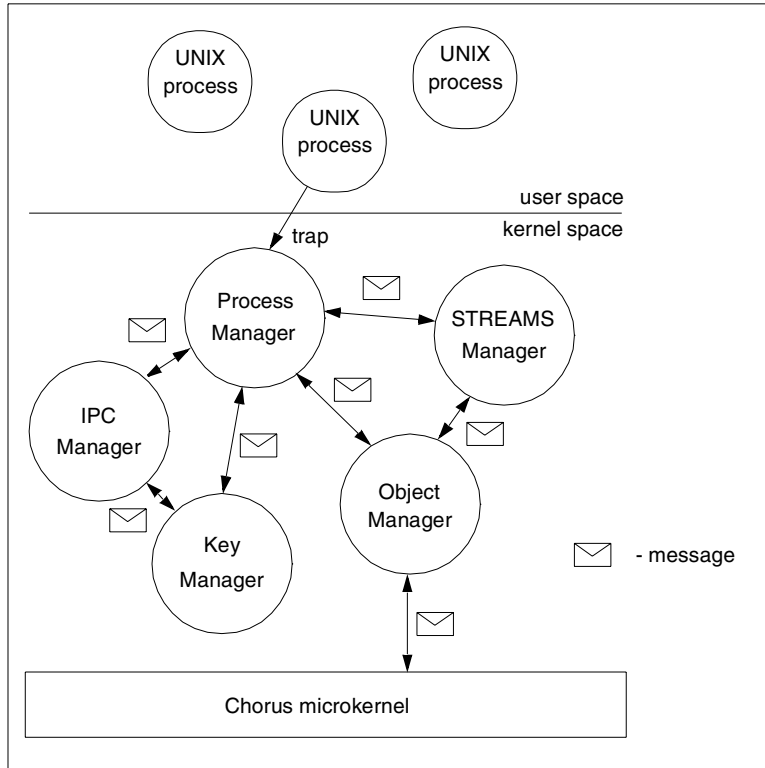 UNIX
process
UNIX
process
UNIX
process
user space
kernel space
trap
Process
Manager
STREAMS
Manager
IPC
Manager
Object
Manager
Key
Manager
- message
Chorus microkernel